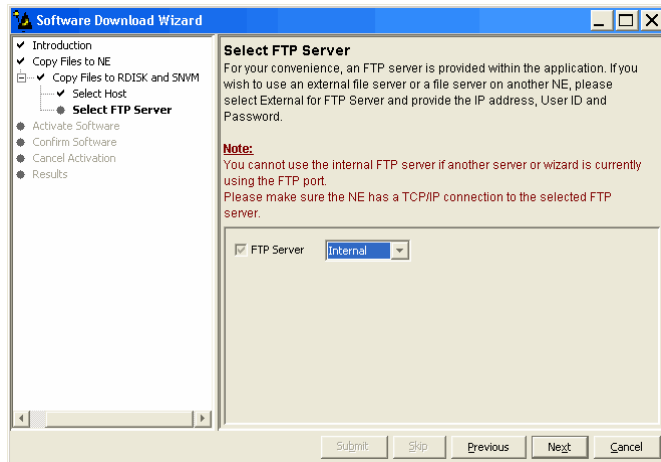 Software Download Wizard
Introduction
Copy Files to NE
Copy Files to RDISK and SNVM
Select Host
Select FTP Server
Activate Software
Confirm Software
Cancel Activation
Results
Select FTP Server
For your convenience, an FTP server is provided within the application. If you
wish to use an external file server or a file server on another NE, please
select External for FTP Server and provide the IP address, User ID and
Password.
Note:
You cannot use the internal FTP server if another server or wizard is currently
using the FTP port.
Please make sure the NE has a TCP/IP connection to the selected FTP
server.
FTP Server Internal
Submit Skip Previous Next Cancel